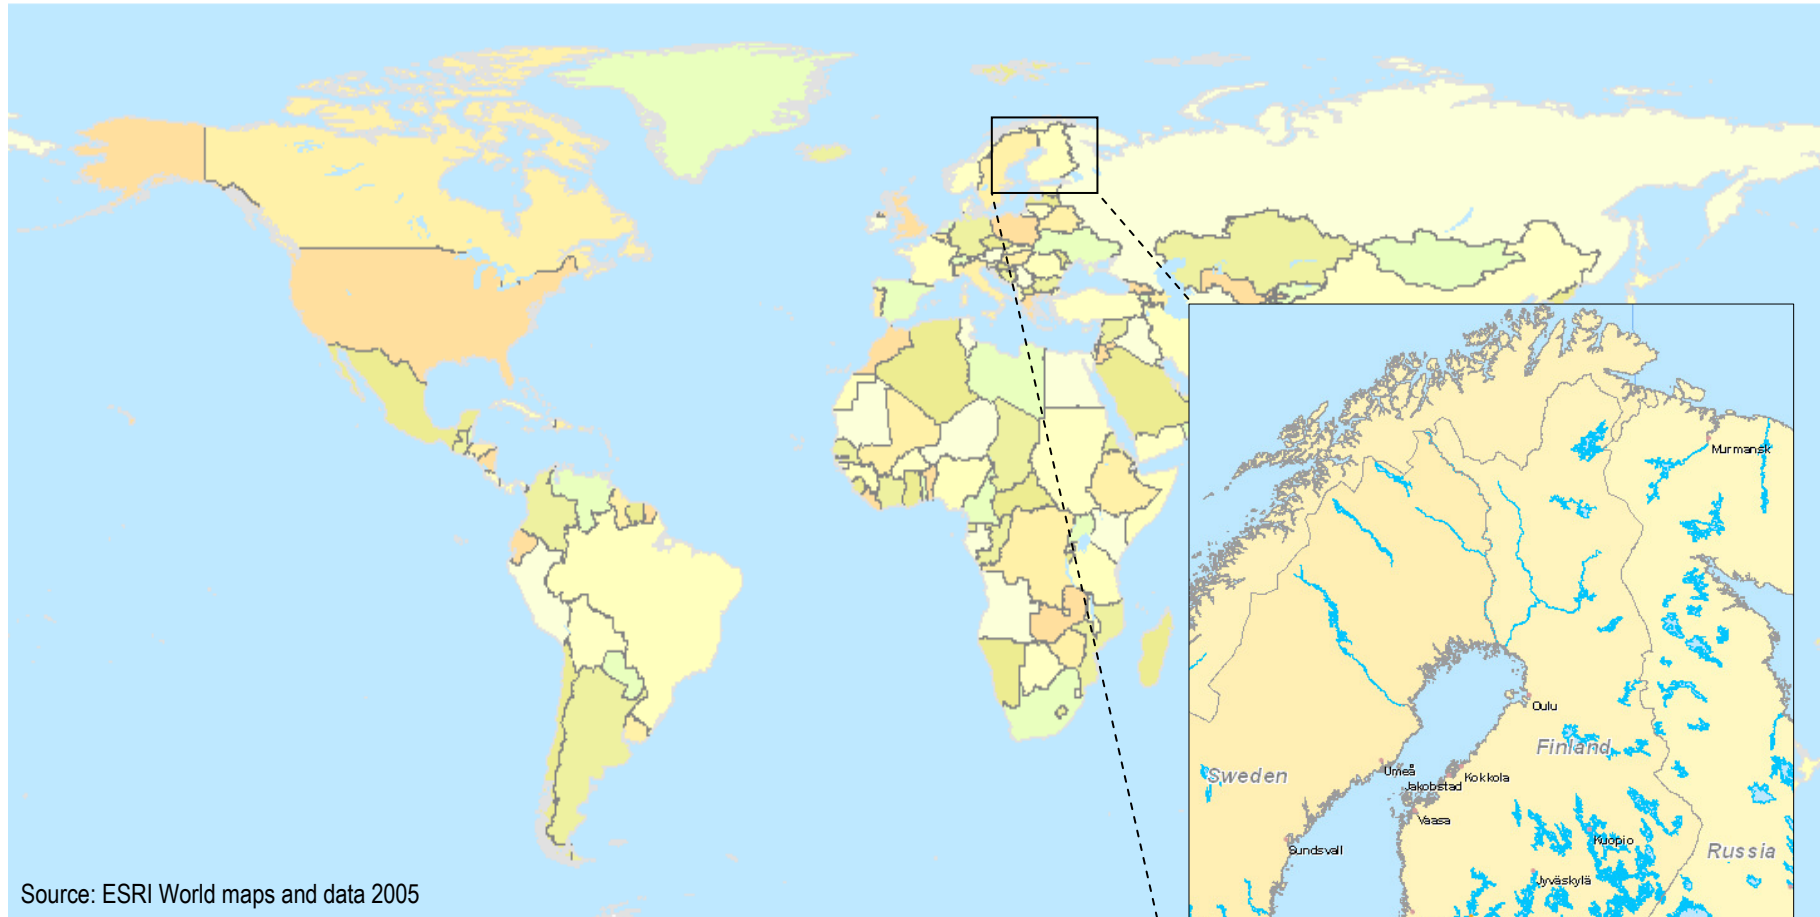 Murmansk
Oulu
Finland
Sweden
Umeå
Kokkola
Jakobstad
Vaasa
Kuopio
Sundsvall
Russia
Jyväskylä
Source: ESRI World maps and data 2005